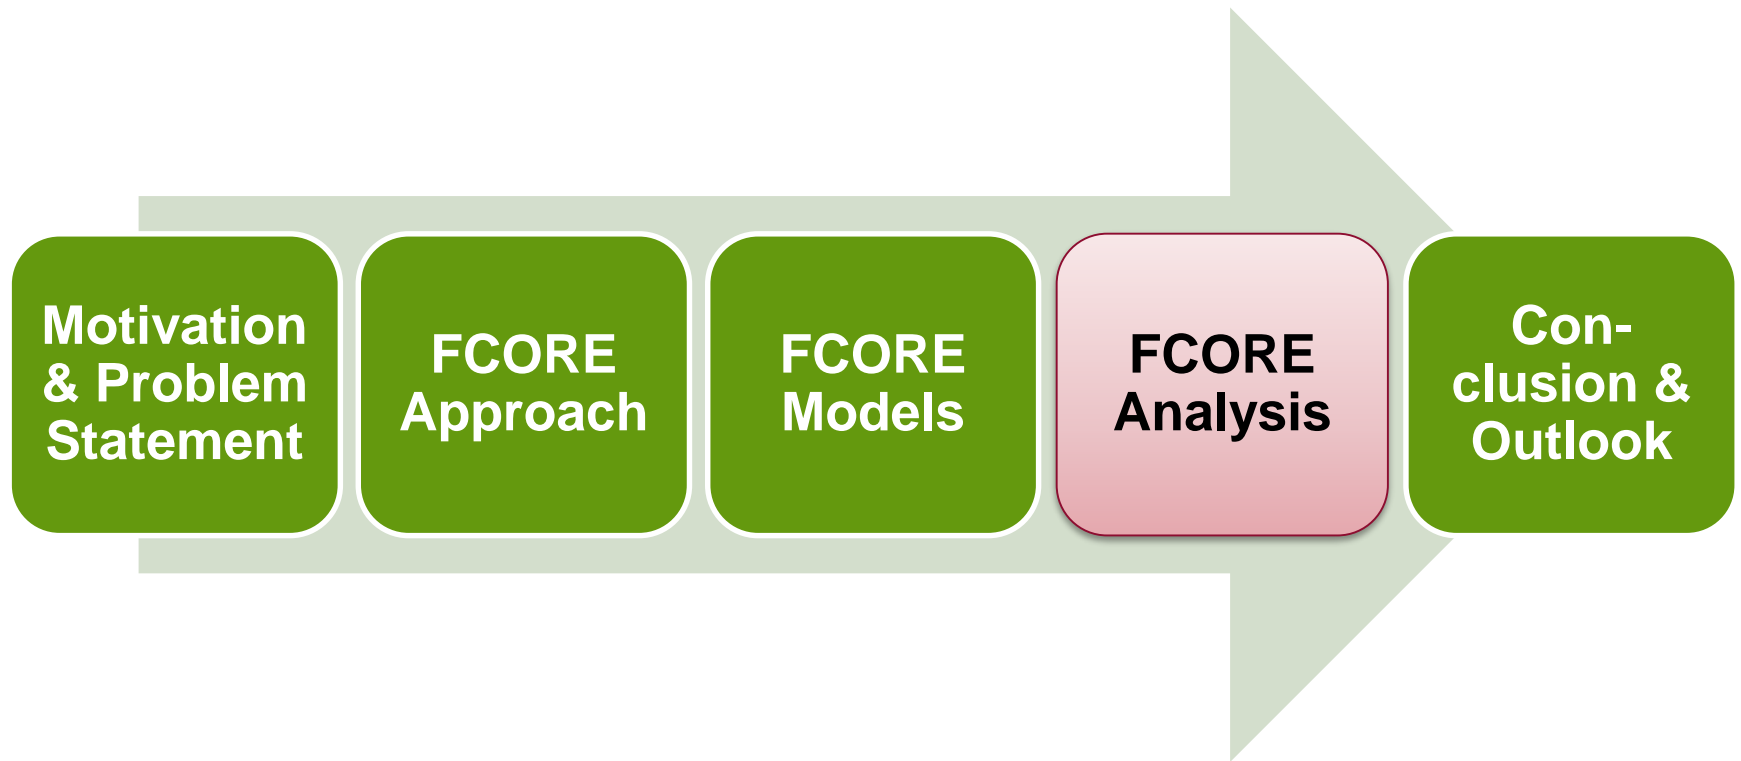 Motivation
& Problem
Statement
FCORE
Approach
FCORE
Models
FCORE
Analysis
Con-
clusion &
Outlook